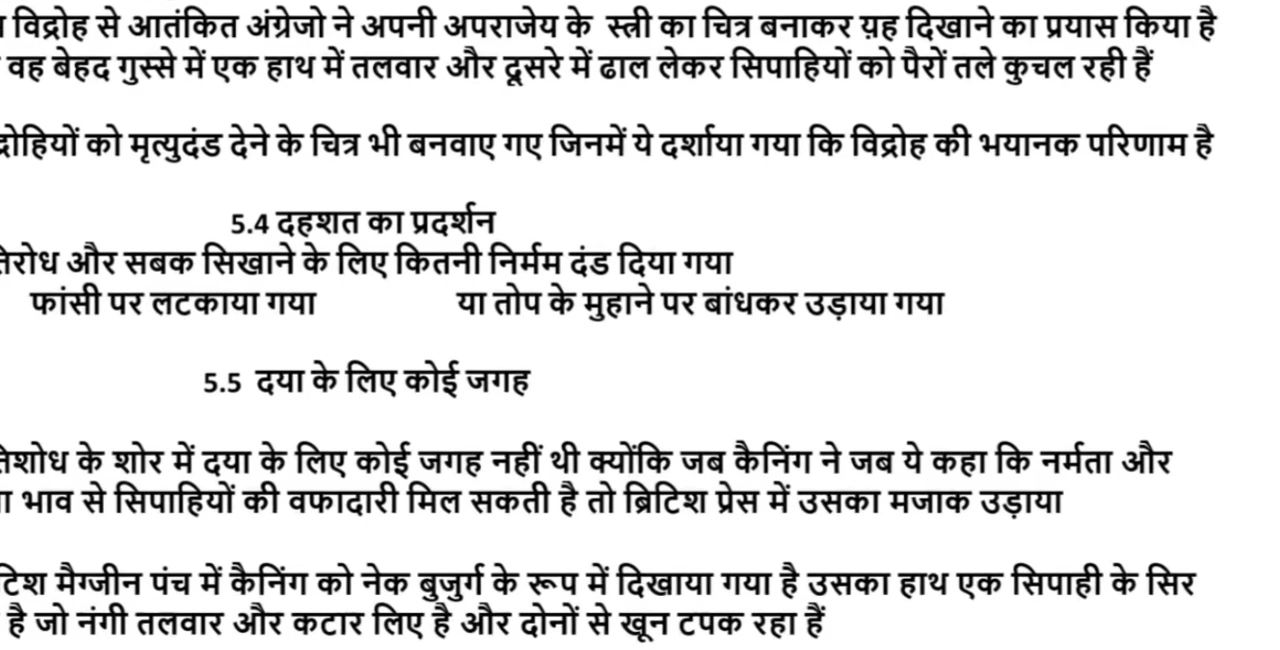 विद्रोह से आतंकित अंग्रेजो ने अपनी अपराजेय के स्त्री का चित्र बनाकर य़ह दिखाने का प्रयास किया है
वह बेहद गुस्से में एक हाथ में तलवार और दूसरे में ढाल लेकर सिपाहियों को पैरों तले कुचल रही हैं
को मृत्युदंड देने के चित्र भी बनवाए गए जिनमें ये दर्शाया गया कि विद्रोह की भयानक परिणाम है
5.4 दहशत का प्रदर्शन
और सबक सिखाने के लिए कितनी निर्मम दंड दिया गया
फांसी पर लटकाया गया या तोप के मुहाने पर बांधकर उड़ाया गया
5.5 दया के लिए कोई जगह
के शोर में दया के लिए कोई जगह नहीं थी क्योंकि जब कैनिंग ने जब ये कहा कि नर्मता और
भाव से सिपाहियों की वफादारी मिल सकती है तो ब्रिटिश प्रेस में उसका मजाक उड़ाया
मैग्जीन पंच में कैनिंग को नेक बुजुर्ग के रूप में दिखाया गया है उसका हाथ एक सिपाही के सिर
है जो नंगी तलवार और कटार लिए है और दोनों से खून टपक रहा हैं